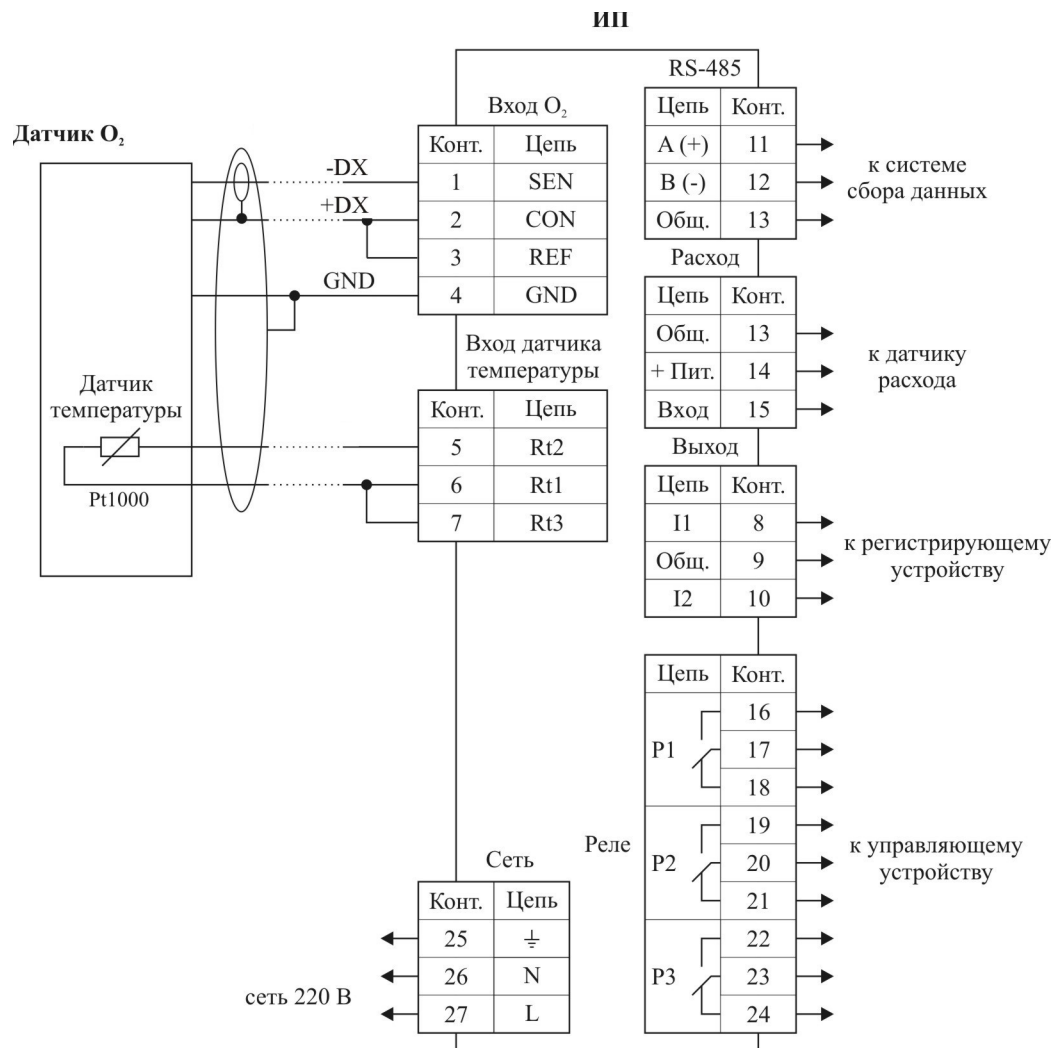 ИП
RS-485
Цепь Конт.
A (+) 11
B (-) 12
Общ. 13
к системе
сбора данных
Вход O₂
Конт. Цепь
1 SEN
2 CON
3 REF
4 GND
Датчик O₂
-DX
+DX
GND
Расход
Цепь Конт.
Общ. 13
+ Пит. 14
Вход 15
к датчику
расхода
Вход датчика
температуры
Конт. Цепь
5 Rt2
6 Rt1
7 Rt3
Датчик
температуры
Pt1000
Выход
Цепь Конт.
I1 8
Общ. 9
I2 10
к регистрирующему
устройству
Реле
Цепь Конт.
P1
16
17
18
P2
19
20
21
P3
22
23
24
к управляющему
устройству
Сеть
Конт. Цепь
25
26 N
27 L
сеть 220 В